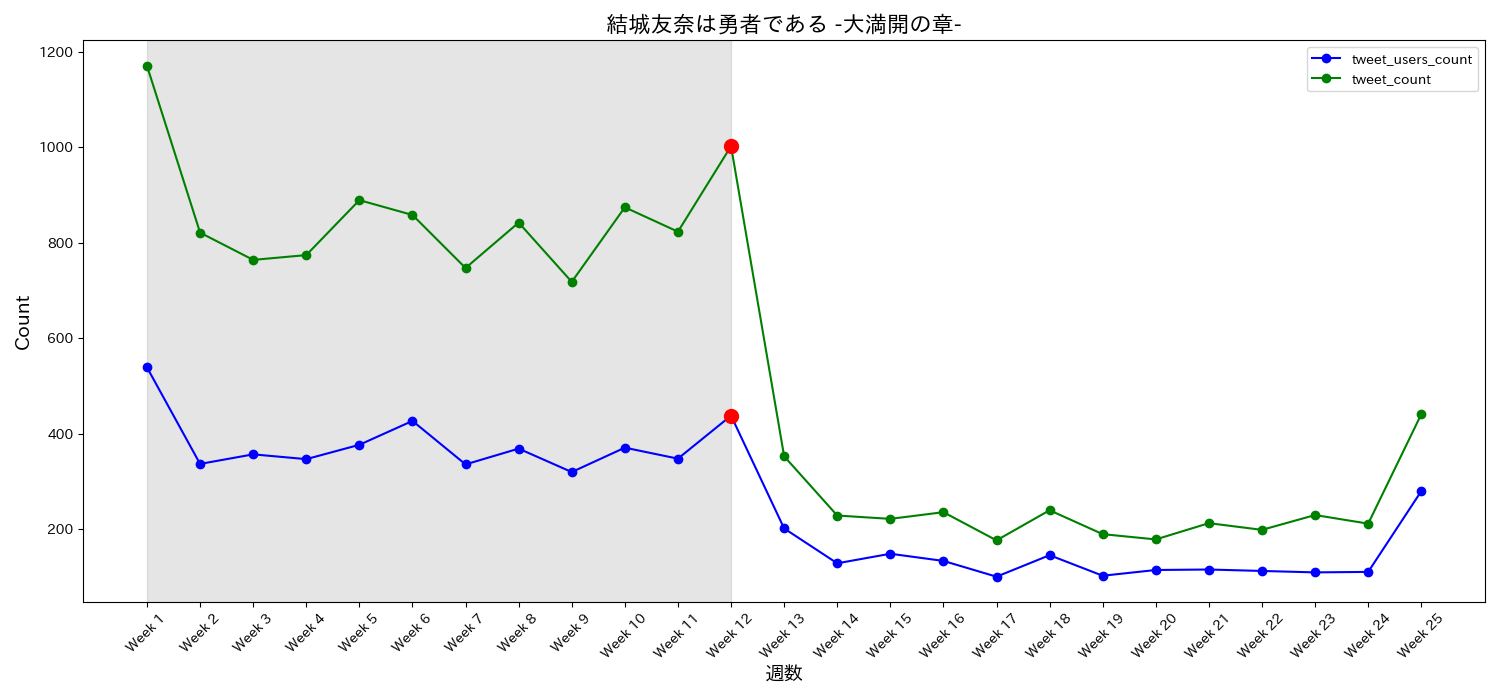 結城友奈は勇者である -大満開の章-
tweet_users_count
tweet_count
Count
1200
1000
800
600
400
200
Week 1
Week 2
Week 3
Week 4
Week 5
Week 6
Week 7
Week 8
Week 9
Week 10
Week 11
Week 12
Week 13
Week 14
Week 15
Week 16
Week 17
Week 18
Week 19
Week 20
Week 21
Week 22
Week 23
Week 24
Week 25
週数